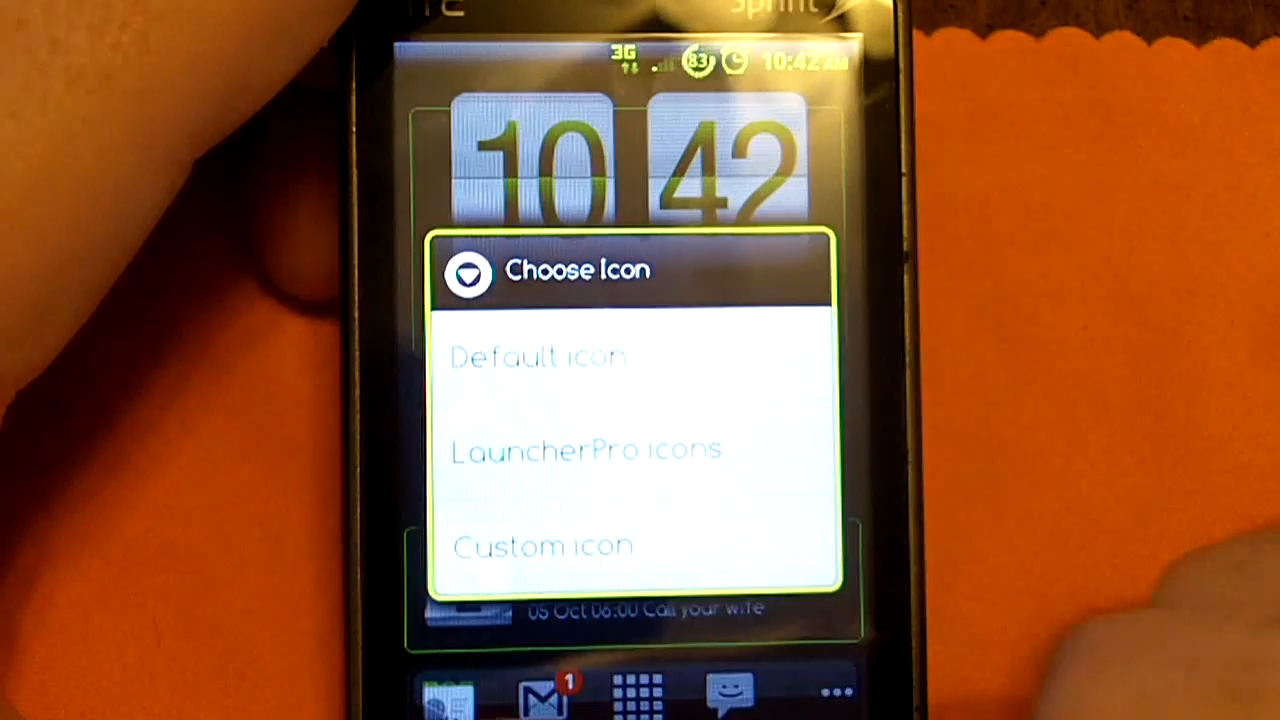 HTC Sprint
3G 83 10:42 AM
10 42
Choose Icon
Default icon
LauncherPro icons
Custom icon
05 Oct 06:00 Call your wife
1